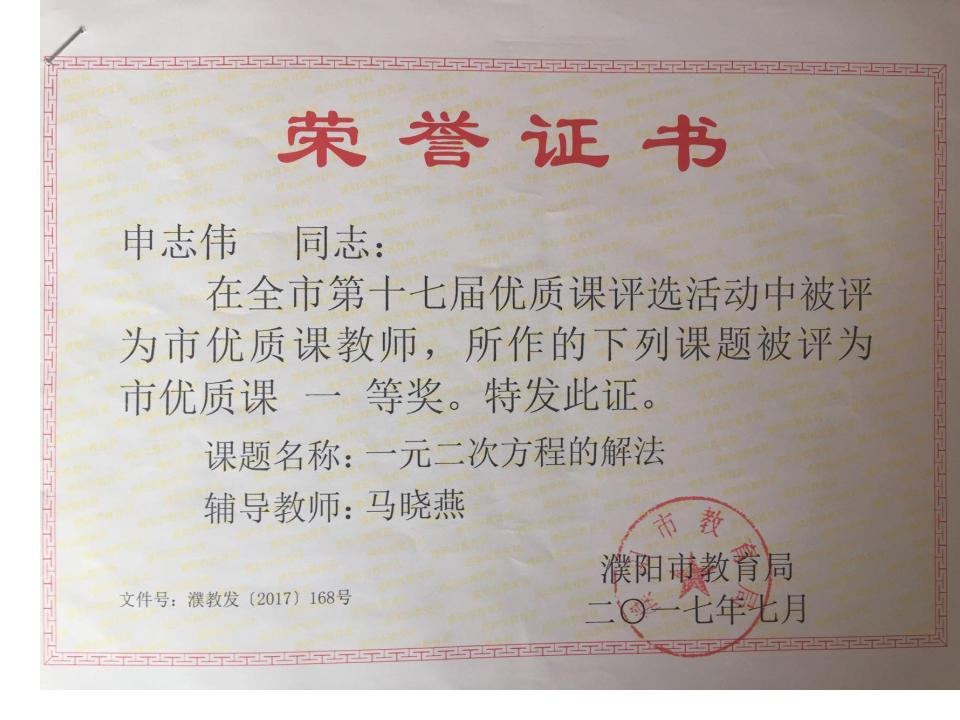 荣誉证书
申志伟 同志：
在全市第十七届优质课评选活动中被评
为市优质课教师，所作的下列课题被评为
市优质课 一 等奖。特发此证。
课题名称：一元二次方程的解法
辅导教师：马晓燕
濮阳市教育局
二〇一七年七月
文件号：濮教发〔2017〕168号